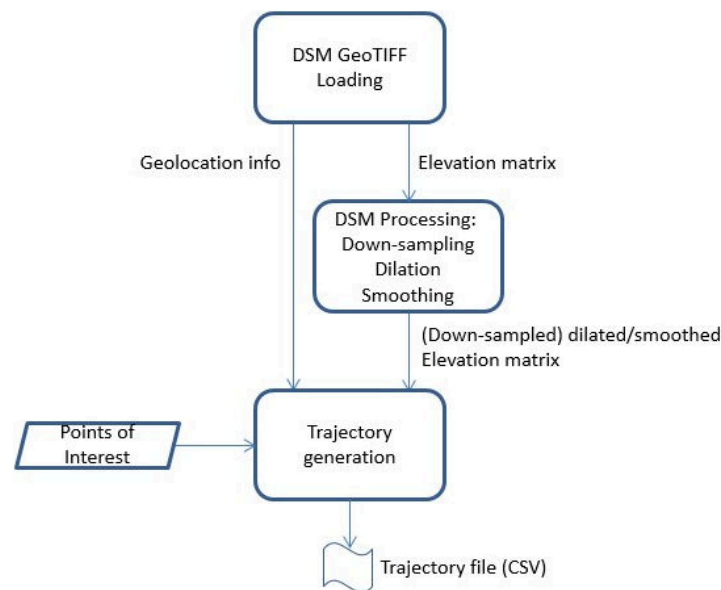 DSM GeoTIFF
Loading
Geolocation info
Elevation matrix
DSM Processing:
Down-sampling
Dilation
Smoothing
(Down-sampled) dilated/smoothed
Elevation matrix
Points of
Interest
Trajectory
generation
Trajectory file (CSV)